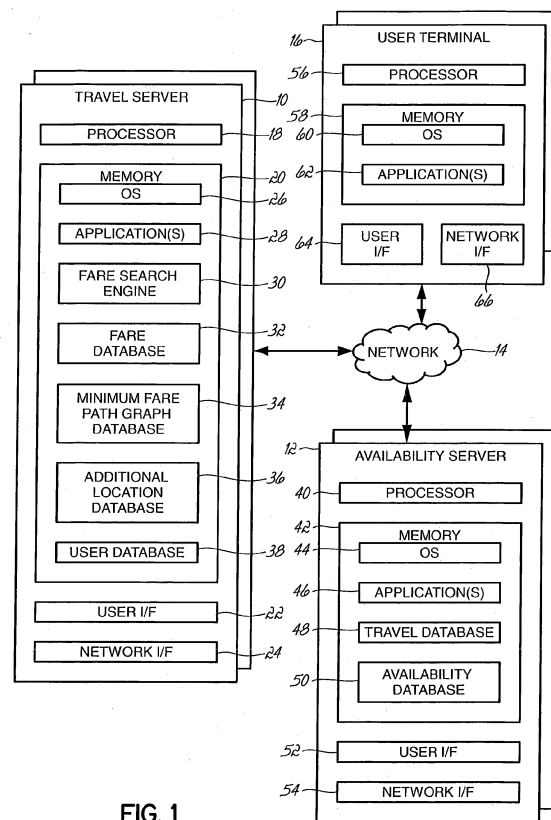 TRAVEL SERVER
10
PROCESSOR
18
MEMORY
20
OS
26
APPLICATION(S)
28
FARE SEARCH
ENGINE
30
FARE
DATABASE
32
MINIMUM FARE
PATH GRAPH
DATABASE
34
ADDITIONAL
LOCATION
DATABASE
36
USER DATABASE
38
USER I/F
22
NETWORK I/F
24
16
USER TERMINAL
56
PROCESSOR
58
MEMORY
60
OS
62
APPLICATION(S)
64
USER
I/F
NETWORK
I/F
66
NETWORK
14
12
AVAILABILITY SERVER
40
PROCESSOR
42
MEMORY
44
OS
46
APPLICATION(S)
48
TRAVEL DATABASE
50
AVAILABILITY
DATABASE
52
USER I/F
54
NETWORK I/F
FIG. 1